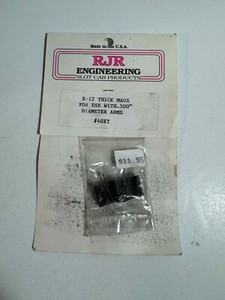 Made in the U.S.A.
RJR
ENGINEERING
SLOT CAR PRODUCTS
X-12 THICK MAGS
FOR USE WITH .500"
DIAMETER ARMS
#40XT
$11.55